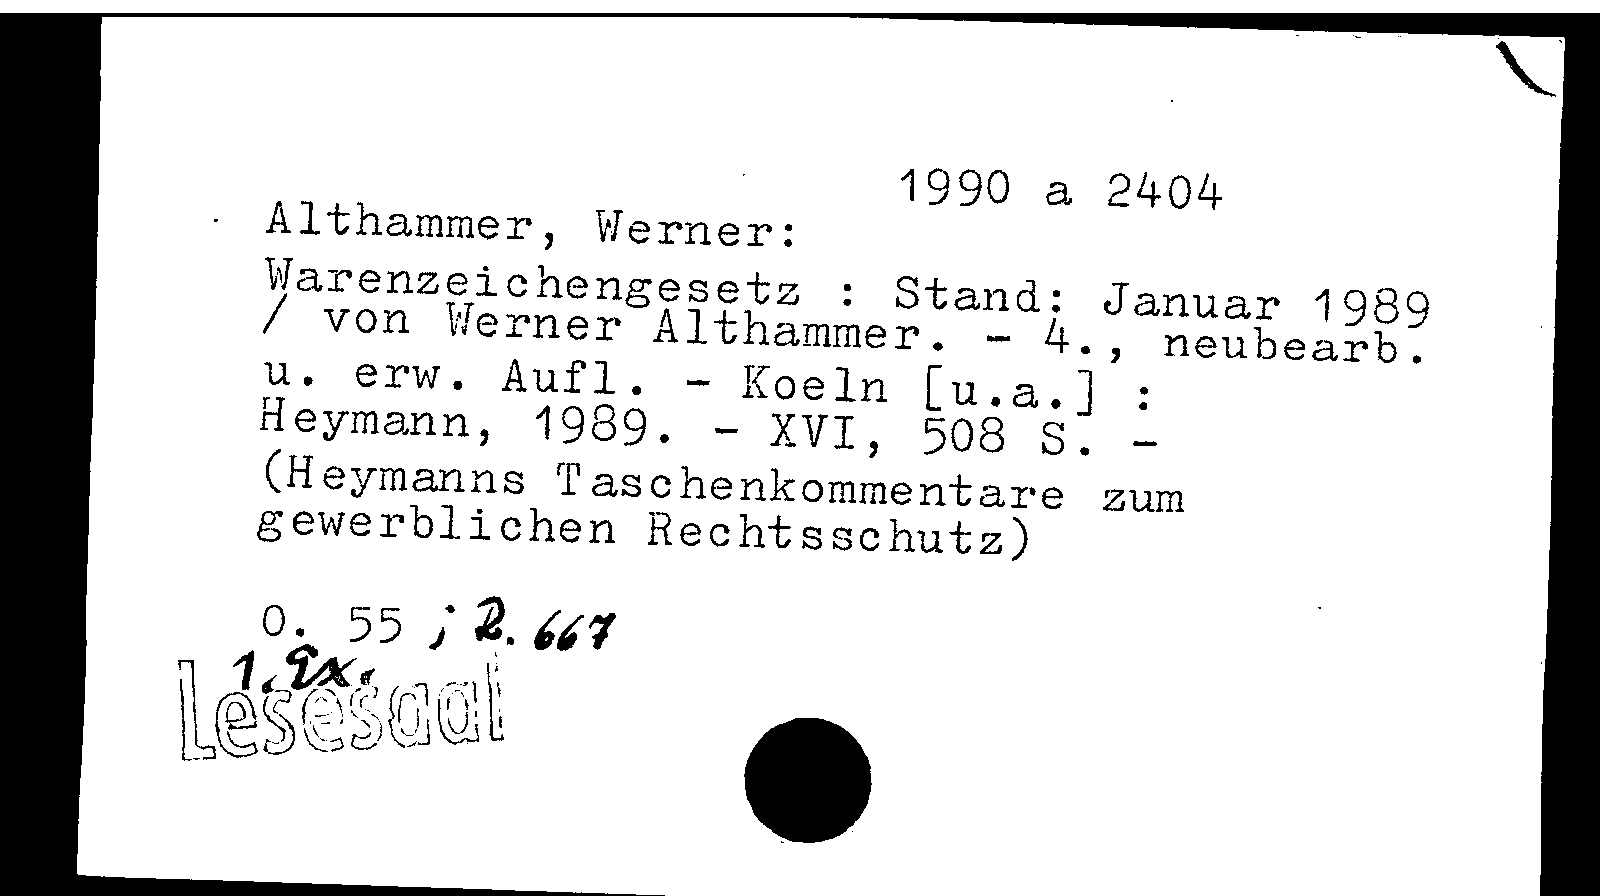 1990 a 2404
Althammer, Werner:
Warenzeichengesetz : Stand: Januar 1989
/ von Werner Althammer. - 4., neubearb.
u. erw. Aufl. - Koeln [u.a.] :
Heymann, 1989. - XVI, 508 S. -
(Heymanns Taschenkommentare zum
gewerblichen Rechtsschutz)
0. 55 ; R. 667
1. Ex.
Lesesaal